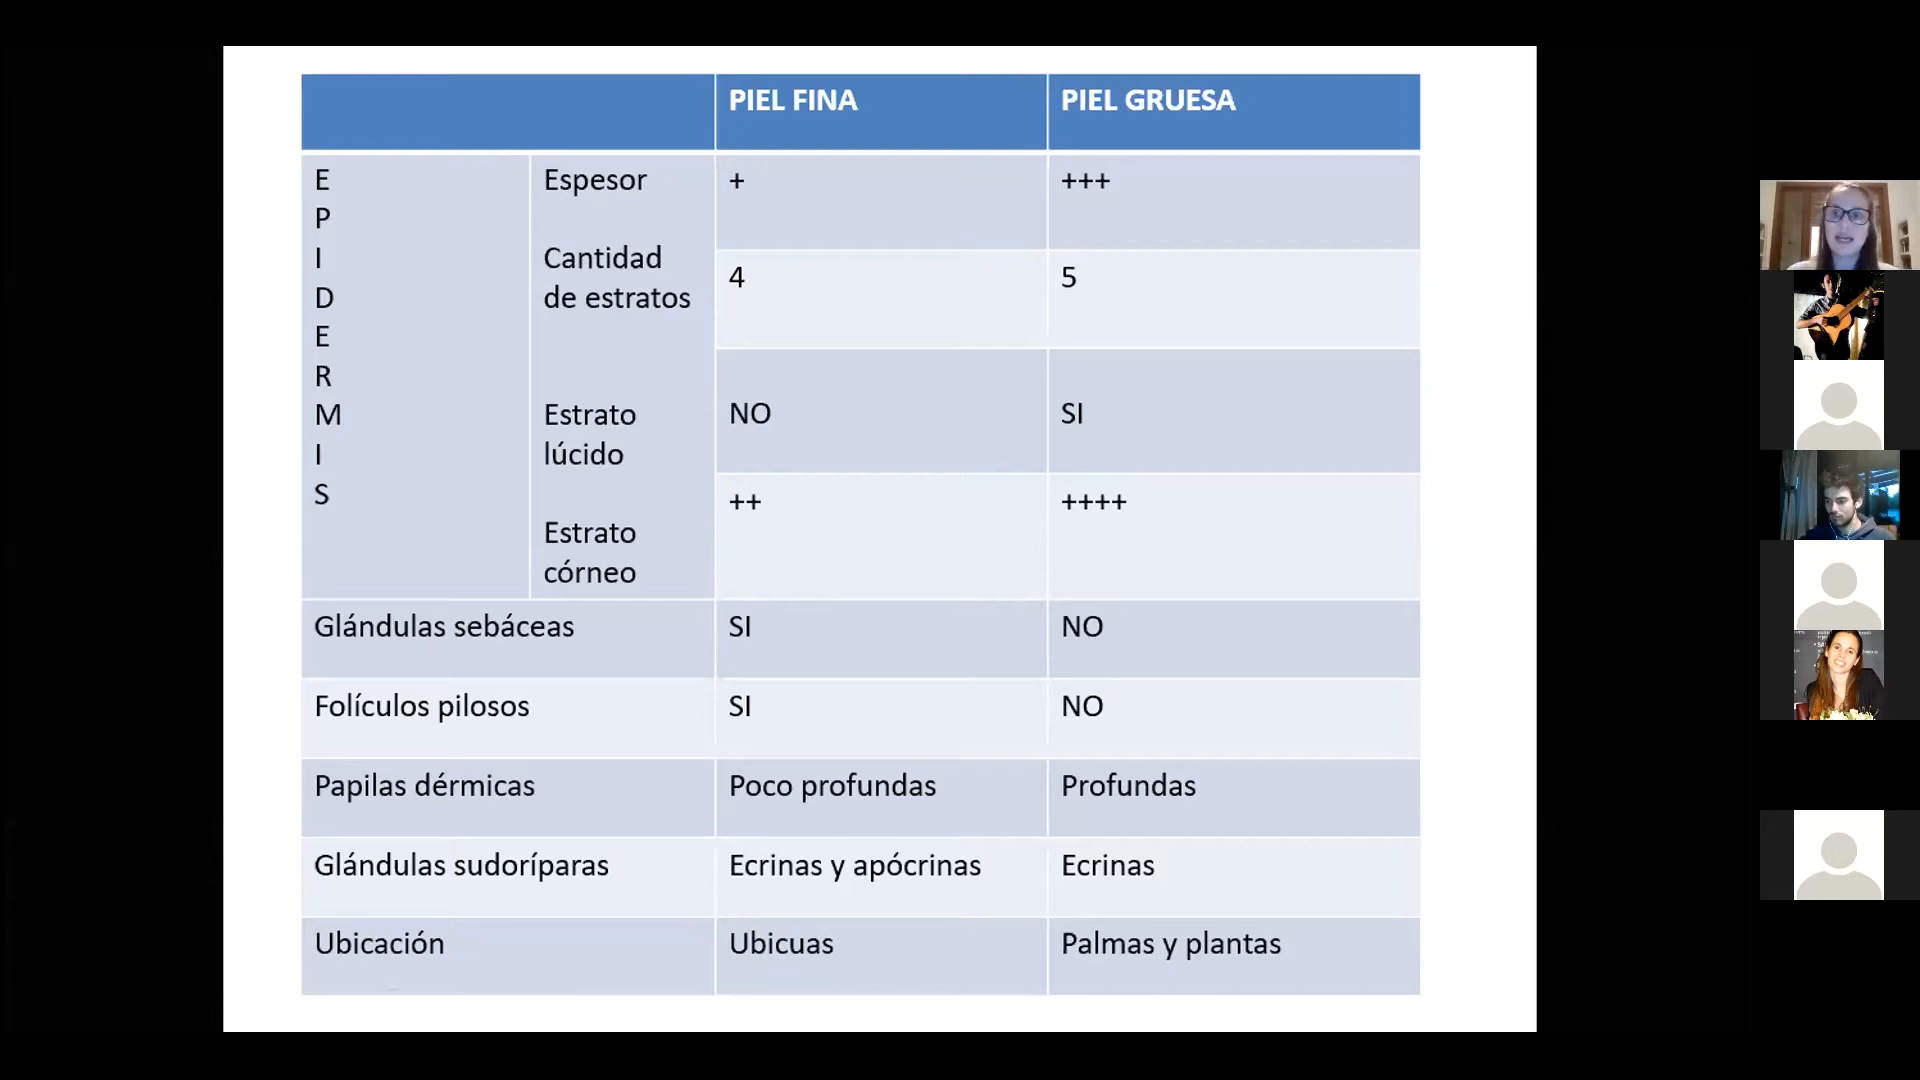 PIEL FINA
PIEL GRUESA
E
P
I
D
E
R
M
I
S
Espesor
+
+++
Cantidad
de estratos
4
5
Estrato
lúcido
NO
SI
Estrato
córneo
++
++++
Glándulas sebáceas
SI
NO
Folículos pilosos
SI
NO
Papilas dérmicas
Poco profundas
Profundas
Glándulas sudoríparas
Ecrinas y apócrinas
Ecrinas
Ubicación
Ubicuas
Palmas y plantas